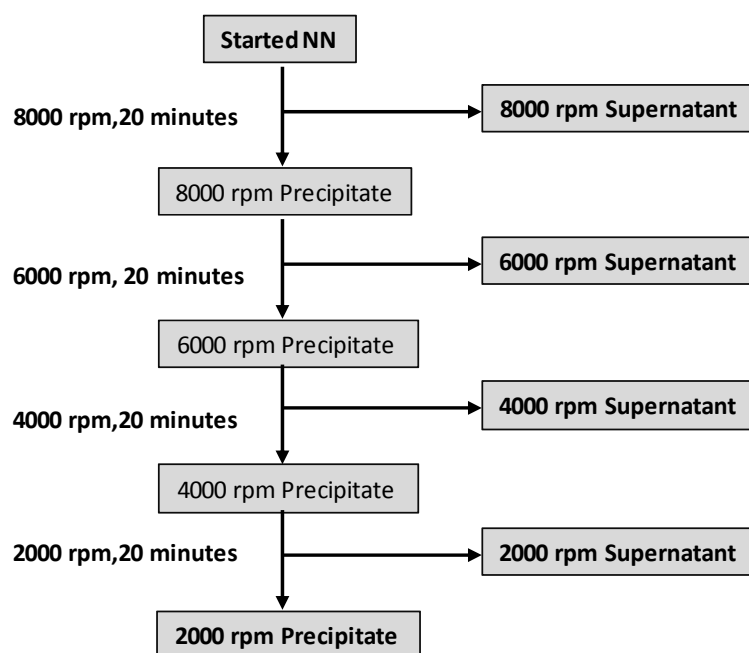 Started NN
8000 rpm,20 minutes
8000 rpm Supernatant
8000 rpm Precipitate
6000 rpm, 20 minutes
6000 rpm Supernatant
6000 rpm Precipitate
4000 rpm,20 minutes
4000 rpm Supernatant
4000 rpm Precipitate
2000 rpm,20 minutes
2000 rpm Supernatant
2000 rpm Precipitate